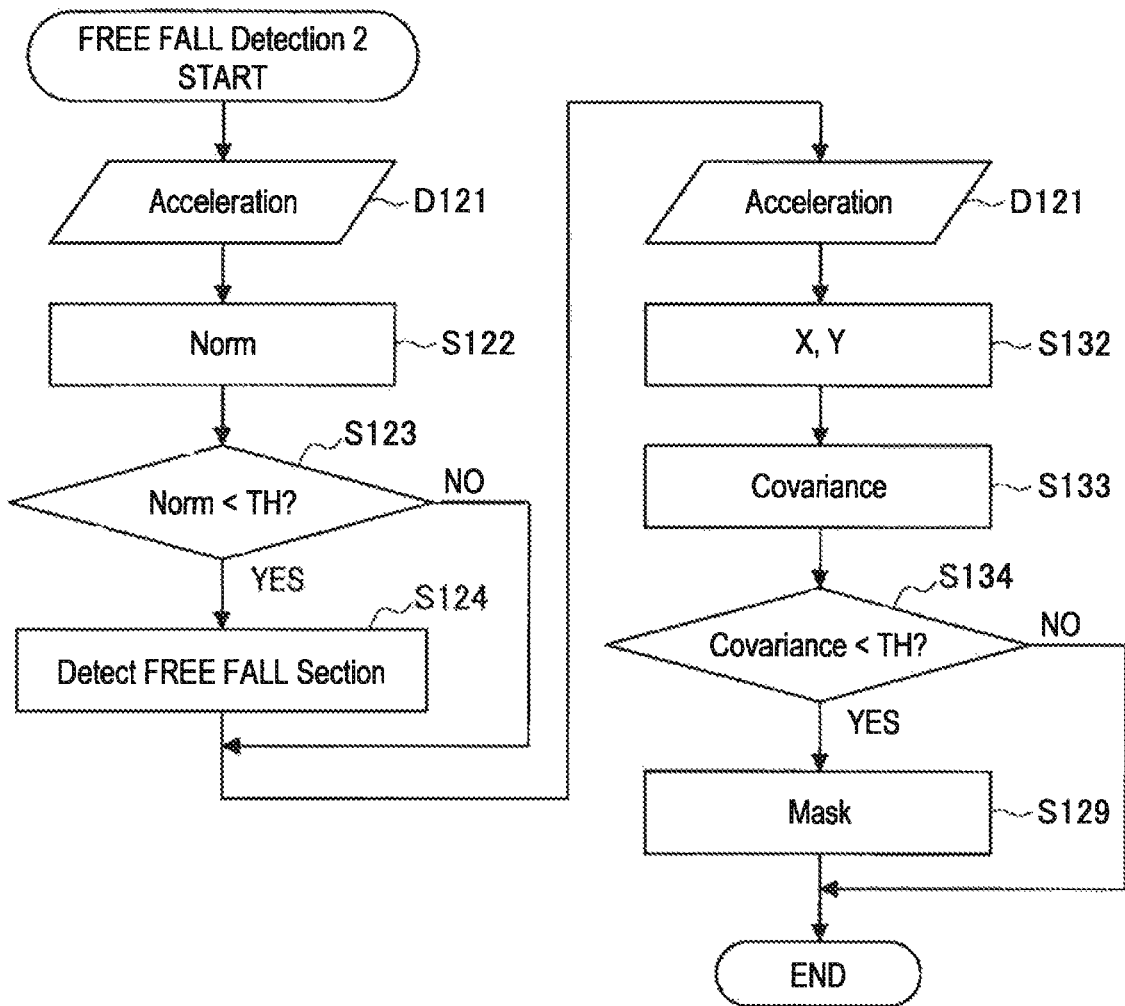 FREE FALL Detection 2
START
Acceleration
D121
Norm
S122
S123
Norm < TH?
NO
YES
S124
Detect FREE FALL Section
Acceleration
D121
X, Y
S132
Covariance
S133
S134
Covariance < TH?
NO
YES
Mask
S129
END